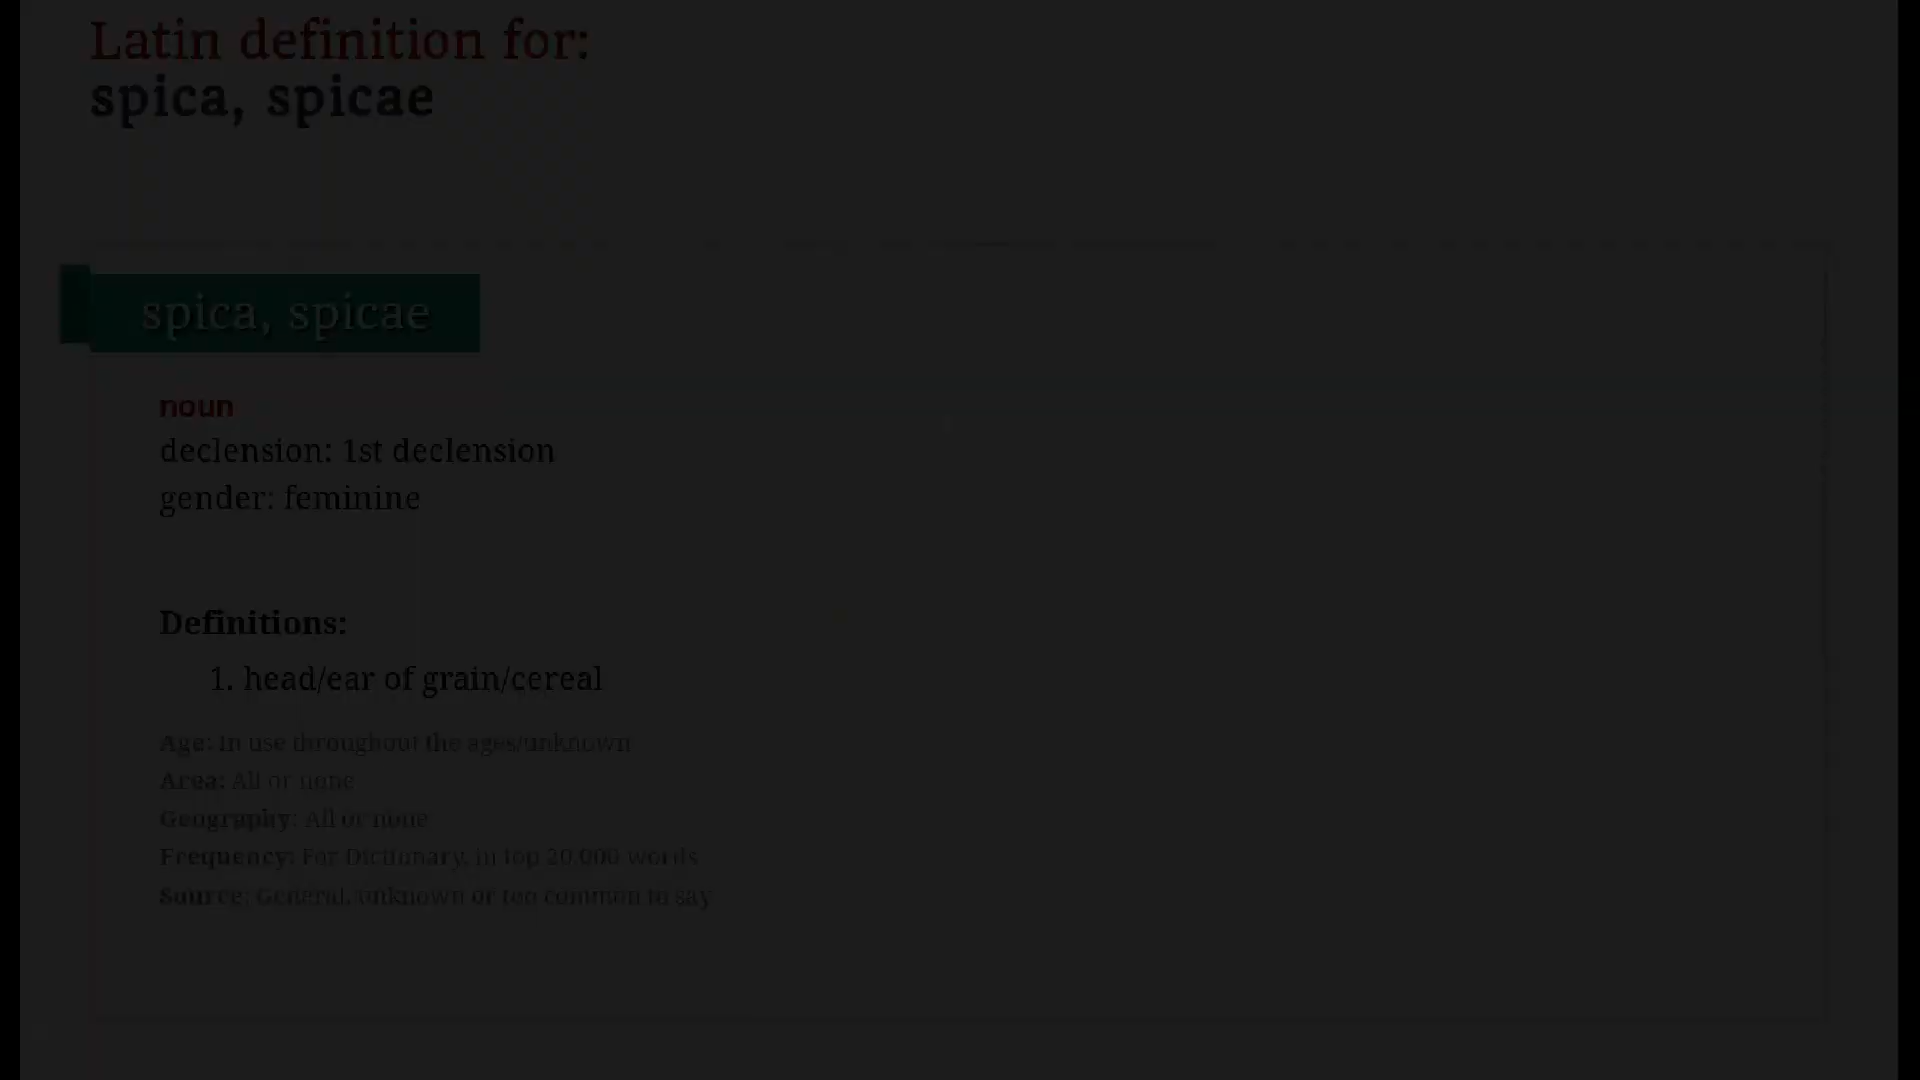 Latin definition for:
spica, spicae
spica, spicae
noun
declension: 1st declension
gender: feminine
Definitions:
1. head/ear of grain/cereal
Age: In use throughout the ages/unknown
Area: All or none
Geography: All or none
Frequency: For Dictionary, in top 20,000 words
Source: General, unknown or too common to say